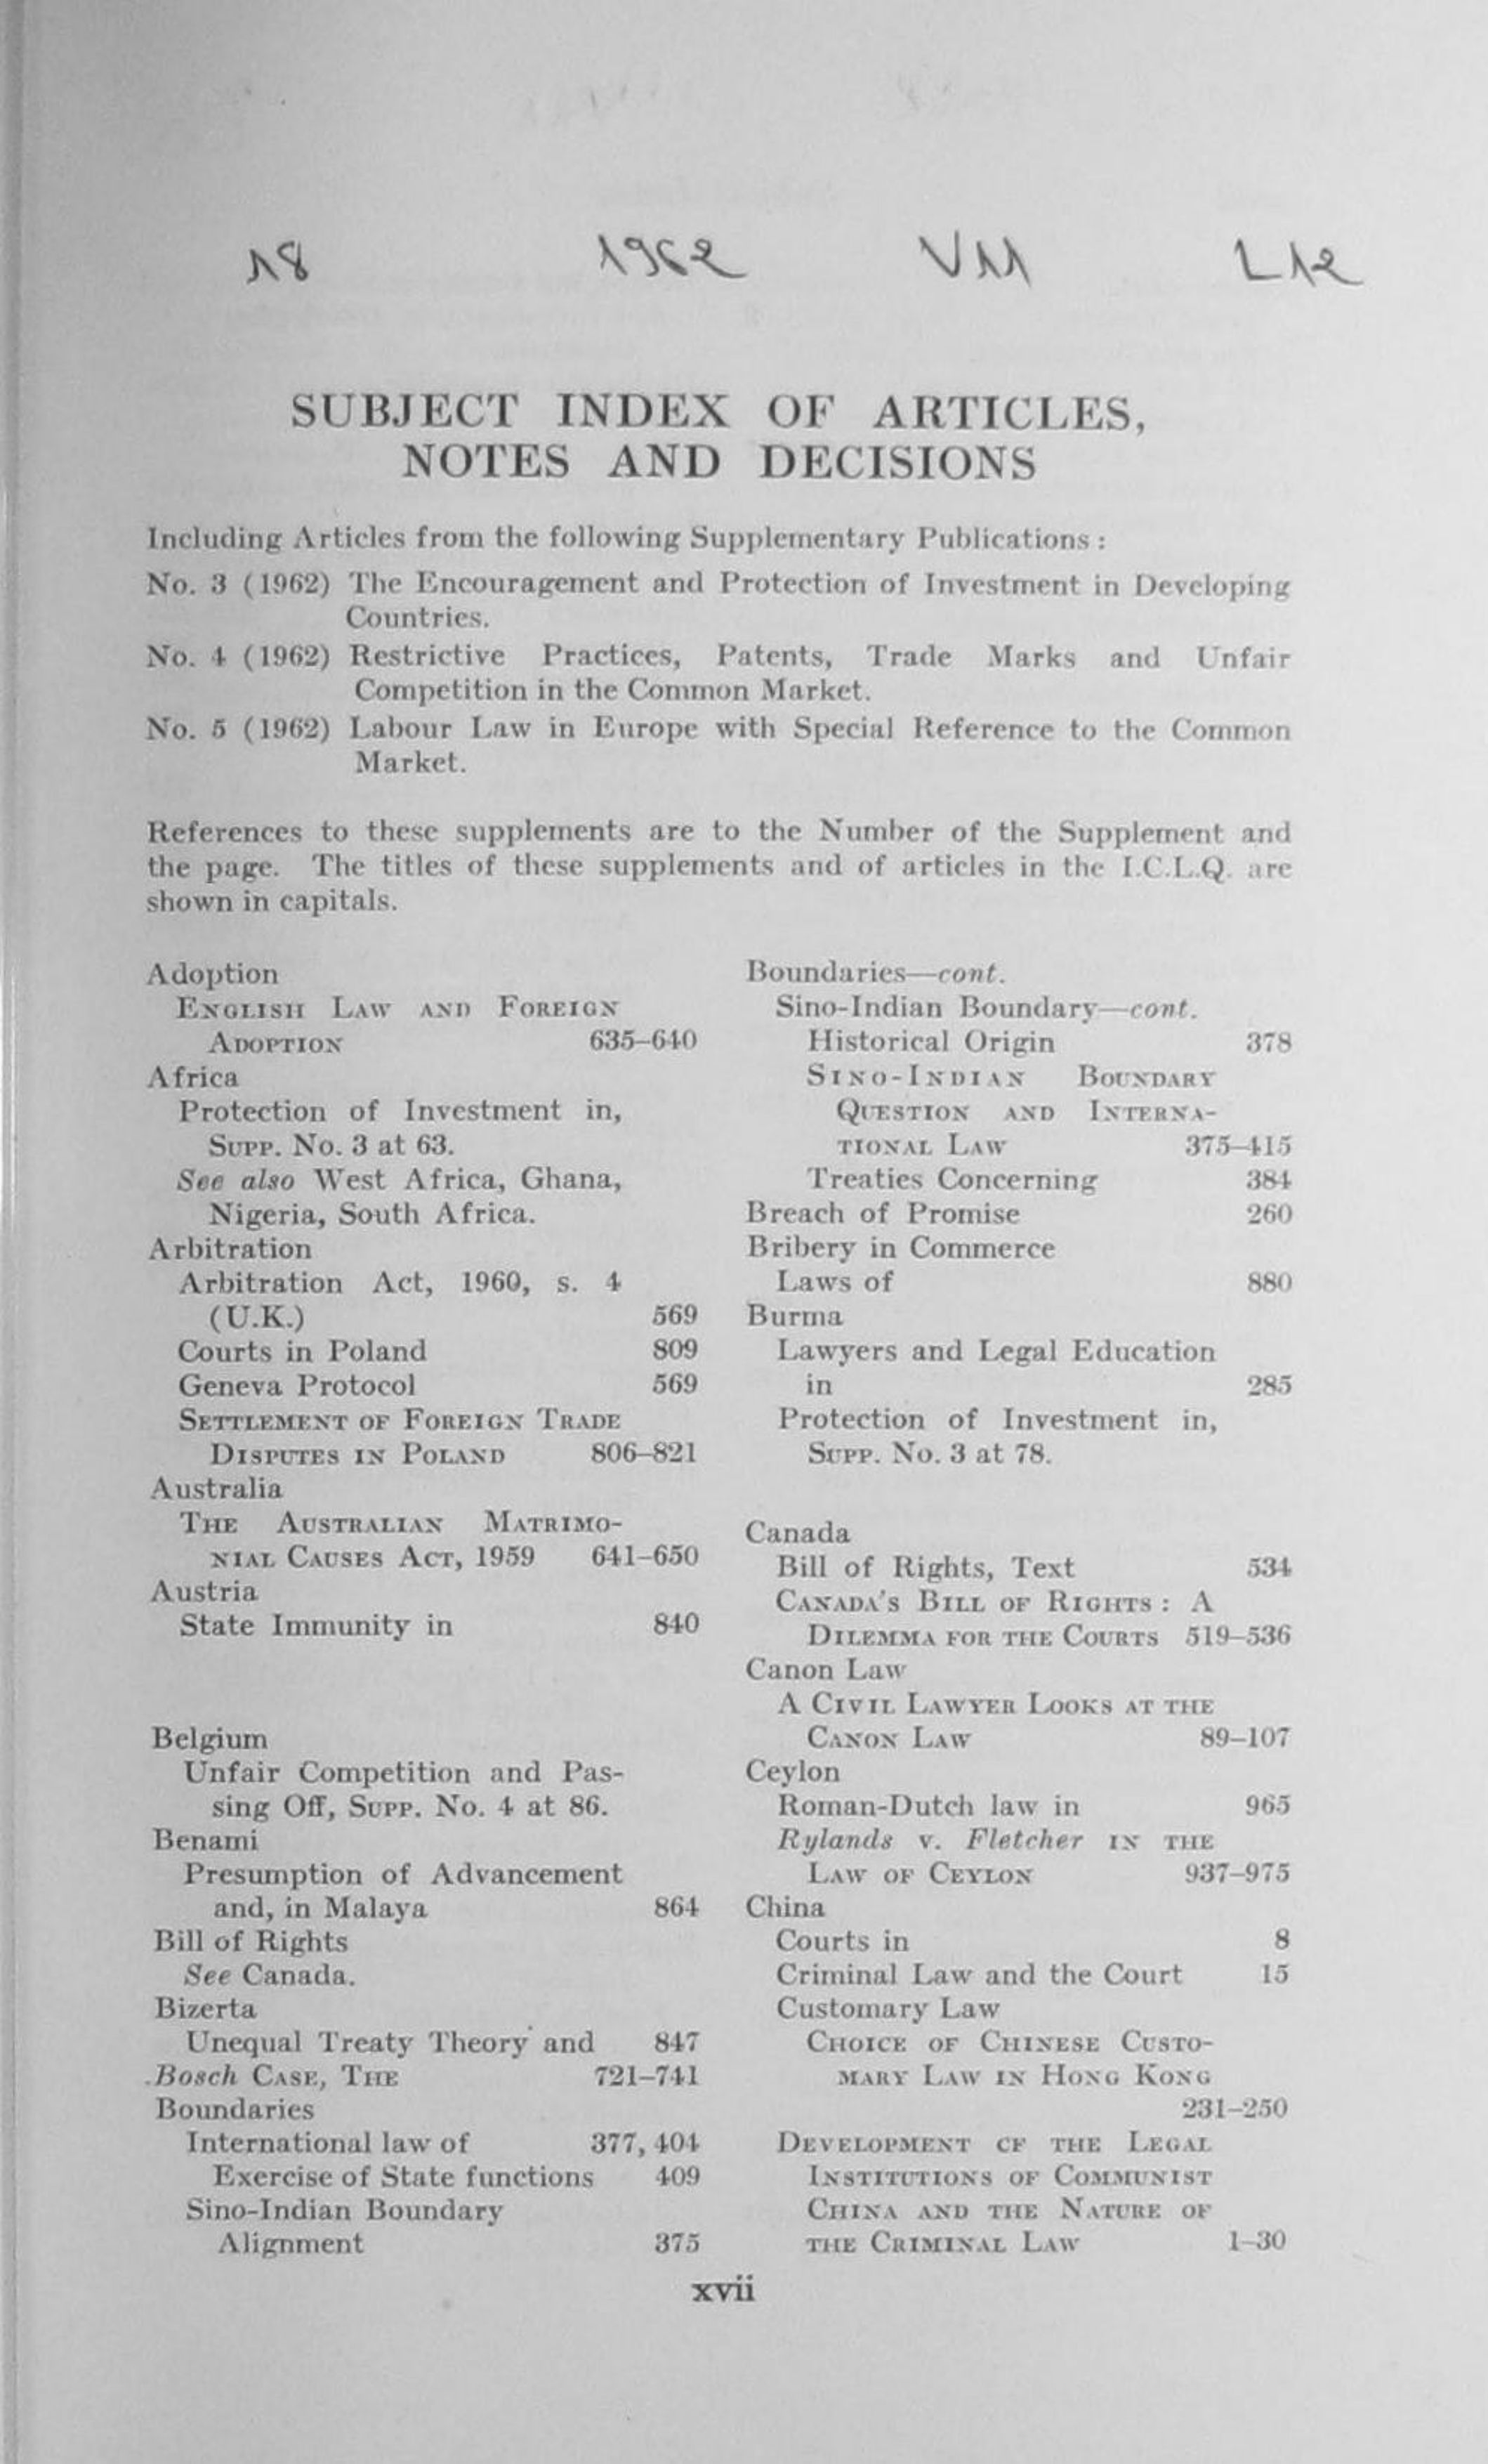 18 1962 V11 L12
SUBJECT INDEX OF ARTICLES,
NOTES AND DECISIONS
Including Articles from the following Supplementary Publications :
No. 3 (1962) The Encouragement and Protection of Investment in Developing
Countries.
No. 4 (1962) Restrictive Practices, Patents, Trade Marks and Unfair
Competition in the Common Market.
No. 5 (1962) Labour Law in Europe with Special Reference to the Common
Market.
References to these supplements are to the Number of the Supplement and
the page. The titles of these supplements and of articles in the I.C.L.Q. are
shown in capitals.
Adoption
ENGLISH LAW AND FOREIGN
ADOPTION 635–640
Africa
Protection of Investment in,
SUPP. No. 3 at 63.
See also West Africa, Ghana,
Nigeria, South Africa.
Arbitration
Arbitration Act, 1960, s. 4
(U.K.) 569
Courts in Poland 809
Geneva Protocol 569
SETTLEMENT OF FOREIGN TRADE
DISPUTES IN POLAND 806–821
Australia
THE AUSTRALIAN MATRIMO-
NIAL CAUSES ACT, 1959 641–650
Austria
State Immunity in 840
Belgium
Unfair Competition and Pas-
sing Off, SUPP. No. 4 at 86.
Benami
Presumption of Advancement
and, in Malaya 864
Bill of Rights
See Canada.
Bizerta
Unequal Treaty Theory and 847
Bosch CASE, THE 721–741
Boundaries
International law of 377, 404
Exercise of State functions 409
Sino-Indian Boundary
Alignment 375
Boundaries—cont.
Sino-Indian Boundary—cont.
Historical Origin 378
SINO-INDIAN BOUNDARY
QUESTION AND INTERNA-
TIONAL LAW 375–415
Treaties Concerning 384
Breach of Promise 260
Bribery in Commerce
Laws of 880
Burma
Lawyers and Legal Education
in 285
Protection of Investment in,
SUPP. No. 3 at 78.
Canada
Bill of Rights, Text 534
CANADA'S BILL OF RIGHTS : A
DILEMMA FOR THE COURTS 519–536
Canon Law
A CIVIL LAWYER LOOKS AT THE
CANON LAW 89–107
Ceylon
Roman-Dutch law in 965
Rylands v. Fletcher IN THE
LAW OF CEYLON 937–975
China
Courts in 8
Criminal Law and the Court 15
Customary Law
CHOICE OF CHINESE CUSTO-
MARY LAW IN HONG KONG
231–250
DEVELOPMENT CF THE LEGAL
INSTITUTIONS OF COMMUNIST
CHINA AND THE NATURE OF
THE CRIMINAL LAW 1–30
xvii